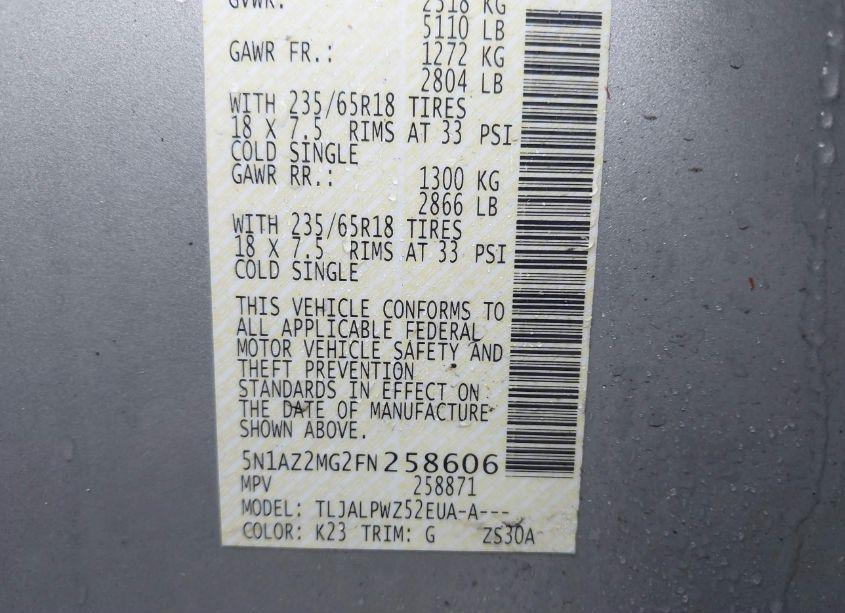 GVWR: 2318 KG
5110 LB
GAWR FR.: 1272 KG
2804 LB
WITH 235/65R18 TIRES
18 X 7.5 RIMS AT 33 PSI
COLD SINGLE
GAWR RR.: 1300 KG
2866 LB
WITH 235/65R18 TIRES
18 X 7.5 RIMS AT 33 PSI
COLD SINGLE
THIS VEHICLE CONFORMS TO
ALL APPLICABLE FEDERAL
MOTOR VEHICLE SAFETY AND
THEFT PREVENTION
STANDARDS IN EFFECT ON
THE DATE OF MANUFACTURE
SHOWN ABOVE.
5N1AZ2MG2FN258606
MPV 258871
MODEL: TLJALPWZ52EUA-A---
COLOR: K23 TRIM: G ZS30A